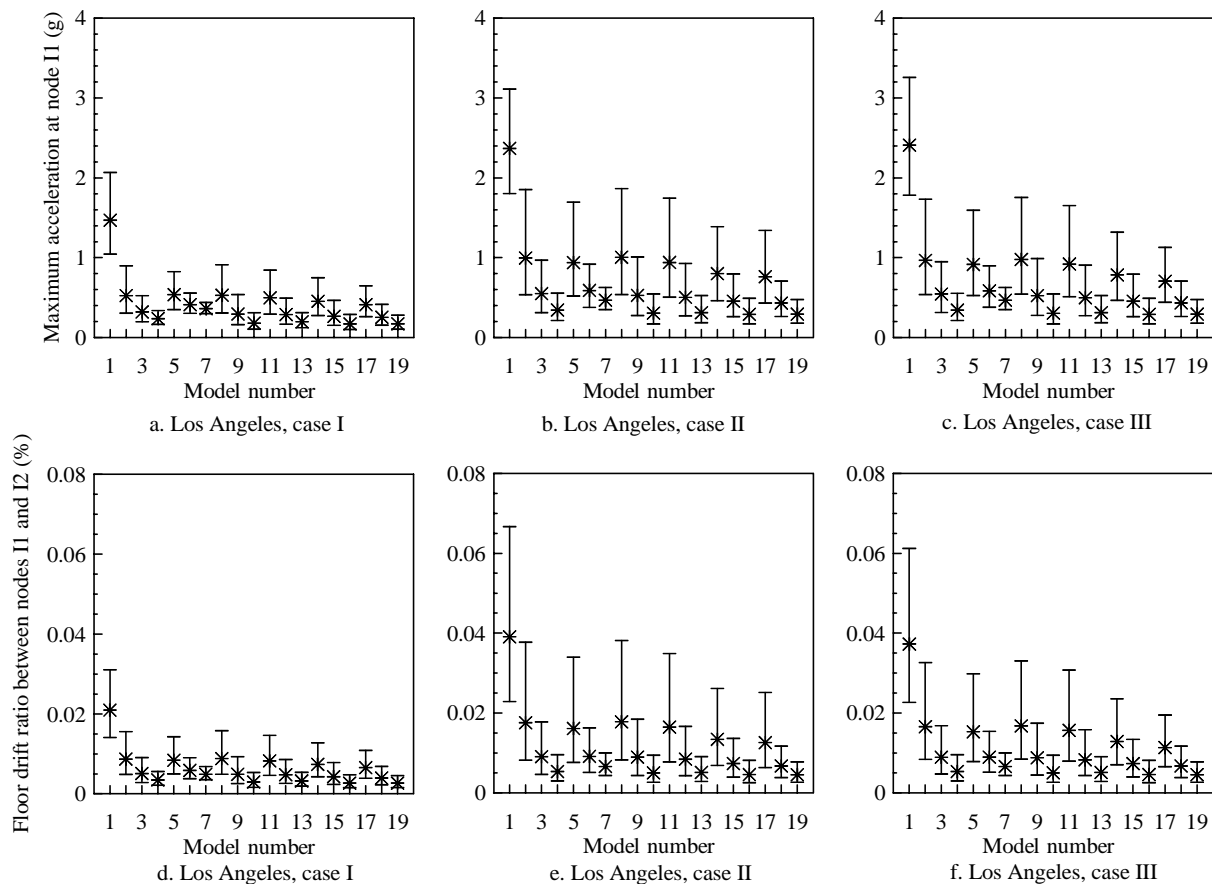 Maximum acceleration at node I1 (g)
4
3
2
1
0
1 3 5 7 9 11 13 15 17 19
Model number
a. Los Angeles, case I
4
3
2
1
0
1 3 5 7 9 11 13 15 17 19
Model number
b. Los Angeles, case II
4
3
2
1
0
1 3 5 7 9 11 13 15 17 19
Model number
c. Los Angeles, case III
Floor drift ratio between nodes I1 and I2 (%)
0.08
0.06
0.04
0.02
0
1 3 5 7 9 11 13 15 17 19
Model number
d. Los Angeles, case I
0.08
0.06
0.04
0.02
0
1 3 5 7 9 11 13 15 17 19
Model number
e. Los Angeles, case II
0.08
0.06
0.04
0.02
0
1 3 5 7 9 11 13 15 17 19
Model number
f. Los Angeles, case III